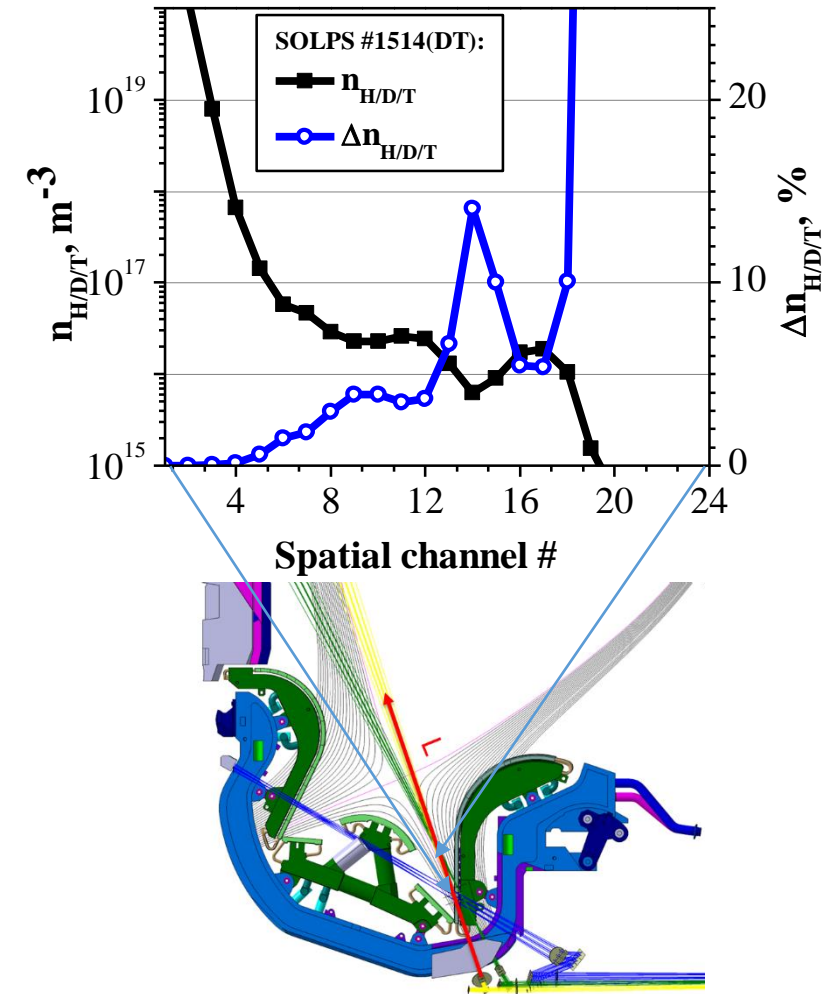 SOLPS #1514(DT):
n_H/D/T
Δn_H/D/T
10^19
10^17
10^15
n_H/D/T, m^-3
20
10
0
Δn_H/D/T, %
4 8 12 16 20 24
Spatial channel #
L